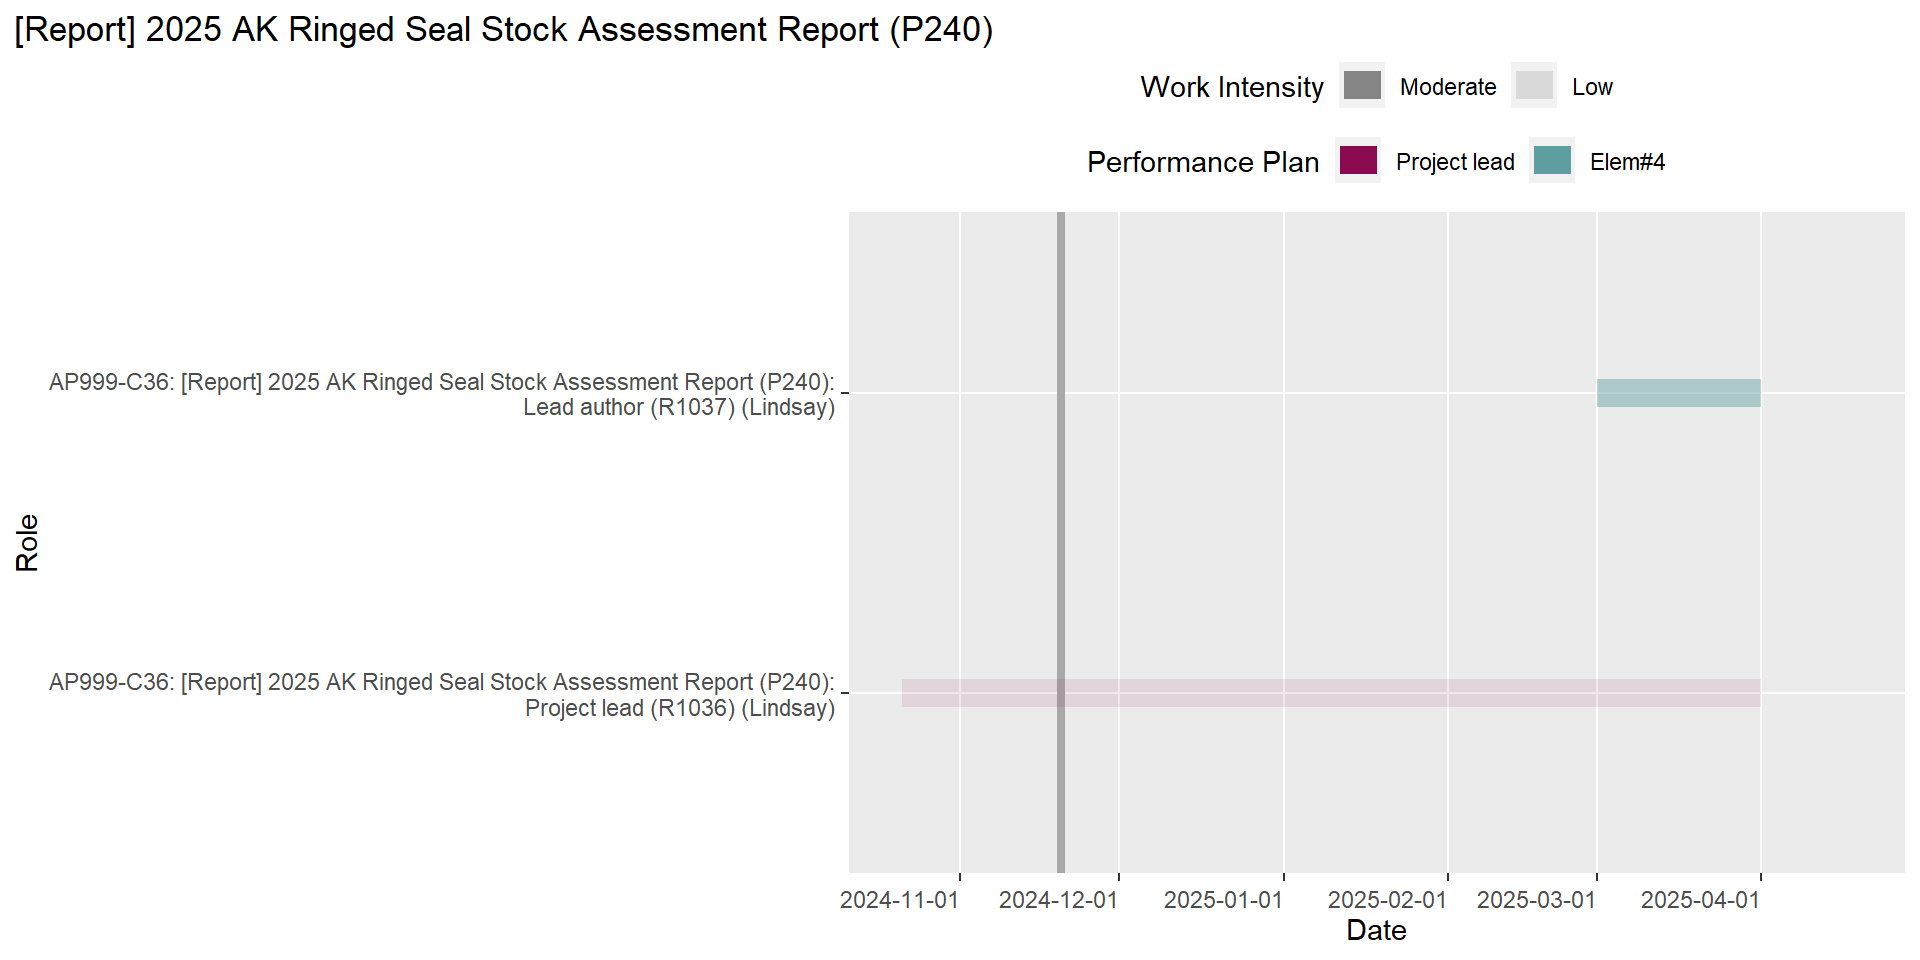 [Report] 2025 AK Ringed Seal Stock Assessment Report (P240)
Work Intensity Moderate Low
Performance Plan Project lead Elem#4
AP999-C36: [Report] 2025 AK Ringed Seal Stock Assessment Report (P240):
Lead author (R1037) (Lindsay)
Role
AP999-C36: [Report] 2025 AK Ringed Seal Stock Assessment Report (P240):
Project lead (R1036) (Lindsay)
2024-11-01 2024-12-01 2025-01-01 2025-02-01 2025-03-01 2025-04-01
Date